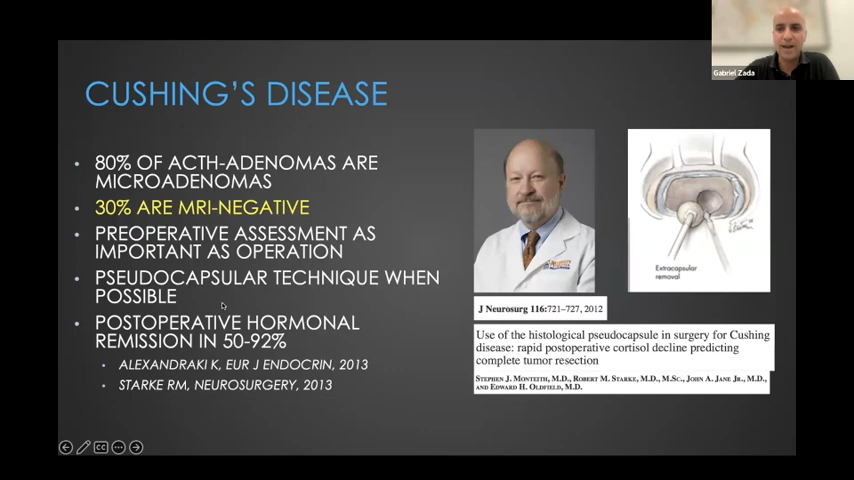 Gabriel Zada
CUSHING'S DISEASE
• 80% OF ACTH-ADENOMAS ARE
MICROADENOMAS
• 30% ARE MRI-NEGATIVE
• PREOPERATIVE ASSESSMENT AS
IMPORTANT AS OPERATION
• PSEUDOCAPSULAR TECHNIQUE WHEN
POSSIBLE
• POSTOPERATIVE HORMONAL
REMISSION IN 50-92%
• ALEXANDRAKI K, EUR J ENDOCRIN, 2013
• STARKE RM, NEUROSURGERY, 2013
Extracapsular
removal
J Neurosurg 116:721–727, 2012
Use of the histological pseudocapsule in surgery for Cushing
disease: rapid postoperative cortisol decline predicting
complete tumor resection
STEPHEN J. MONTEITH, M.D., ROBERT M. STARKE, M.D., M.SC., JOHN A. JANE JR., M.D.,
AND EDWARD H. OLDFIELD, M.D.
CC